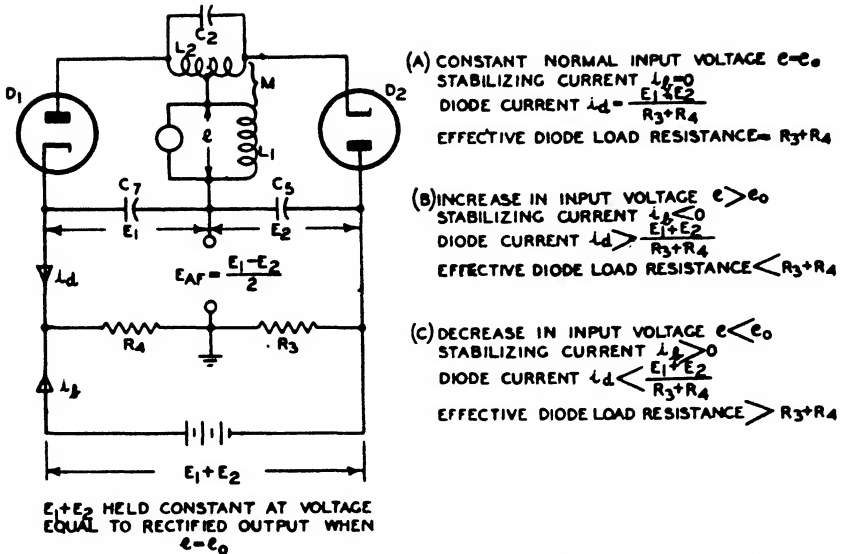 C2
L2
D1
M
D2
e
L1
C7
C5
E1
E2
id
EAF = E1-E2 / 2
R4
R3
ib
E1+E2
E1+E2 HELD CONSTANT AT VOLTAGE
EQUAL TO RECTIFIED OUTPUT WHEN
e=e0
(A) CONSTANT NORMAL INPUT VOLTAGE e=e0
STABILIZING CURRENT ib=0
DIODE CURRENT id = E1+E2 / R3+R4
EFFECTIVE DIODE LOAD RESISTANCE= R3+R4
(B) INCREASE IN INPUT VOLTAGE e>e0
STABILIZING CURRENT ib<0
DIODE CURRENT id > E1+E2 / R3+R4
EFFECTIVE DIODE LOAD RESISTANCE < R3+R4
(C) DECREASE IN INPUT VOLTAGE e<e0
STABILIZING CURRENT ib>0
DIODE CURRENT id < E1+E2 / R3+R4
EFFECTIVE DIODE LOAD RESISTANCE > R3+R4